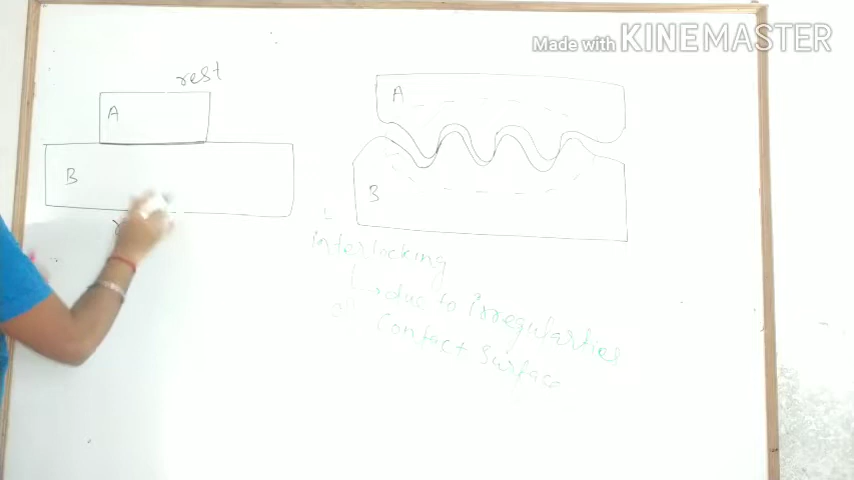 Made with KINEMASTER
rest
A
B
A
B
interlocking
due to irregularities
Contact Surface